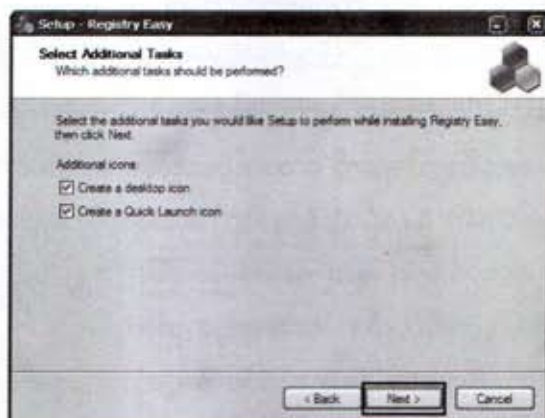 Setup - Registry Easy
Select Additional Tasks
Which additional tasks should be performed?
Select the additional tasks you would like Setup to perform while installing Registry Easy,
then click Next.
Additional icons:
Create a desktop icon
Create a Quick Launch icon
< Back
Next >
Cancel